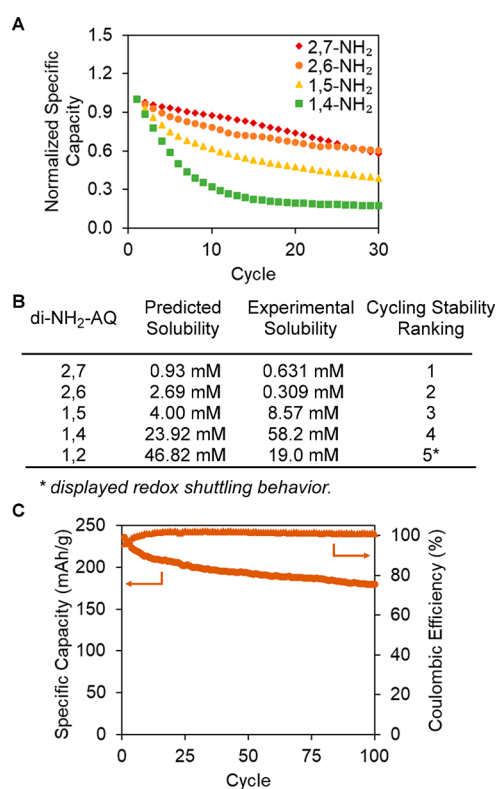 A
Normalized Specific
Capacity
1.5
1.2
0.9
0.6
0.3
0.0
2,7-NH₂
2,6-NH₂
1,5-NH₂
1,4-NH₂
0 10 20 30
Cycle
B
di-NH₂-AQ Predicted Solubility Experimental Solubility Cycling Stability Ranking
2,7 0.93 mM 0.631 mM 1
2,6 2.69 mM 0.309 mM 2
1,5 4.00 mM 8.57 mM 3
1,4 23.92 mM 58.2 mM 4
1,2 46.82 mM 19.0 mM 5*
* displayed redox shuttling behavior.
C
Specific Capacity (mAh/g)
250
200
150
100
50
0
100
80
60
40
20
0
Coulombic Efficiency (%)
0 25 50 75 100
Cycle